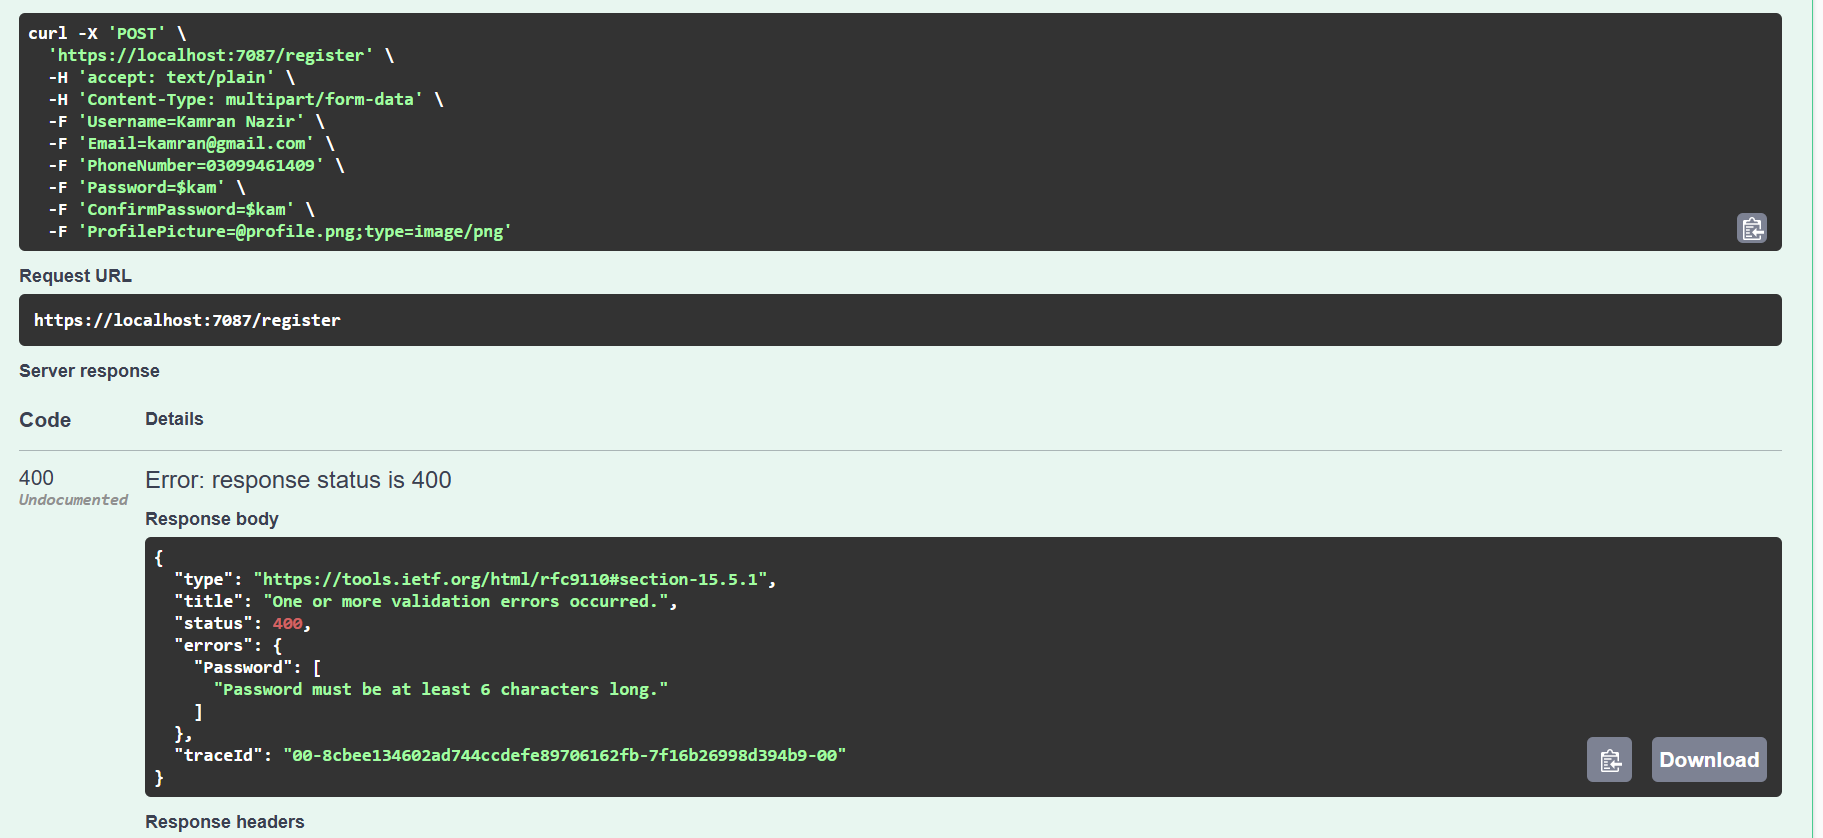 curl -X 'POST' \
  'https://localhost:7087/register' \
  -H 'accept: text/plain' \
  -H 'Content-Type: multipart/form-data' \
  -F 'Username=Kamran Nazir' \
  -F 'Email=kamran@gmail.com' \
  -F 'PhoneNumber=03099461409' \
  -F 'Password=$kam' \
  -F 'ConfirmPassword=$kam' \
  -F 'ProfilePicture=@profile.png;type=image/png'
Request URL
https://localhost:7087/register
Server response
Code Details
400 Error: response status is 400
Undocumented
Response body
{
  "type": "https://tools.ietf.org/html/rfc9110#section-15.5.1",
  "title": "One or more validation errors occurred.",
  "status": 400,
  "errors": {
    "Password": [
      "Password must be at least 6 characters long."
    ]
  },
  "traceId": "00-8cbee134602ad744ccdefe89706162fb-7f16b26998d394b9-00"
}
Download
Response headers